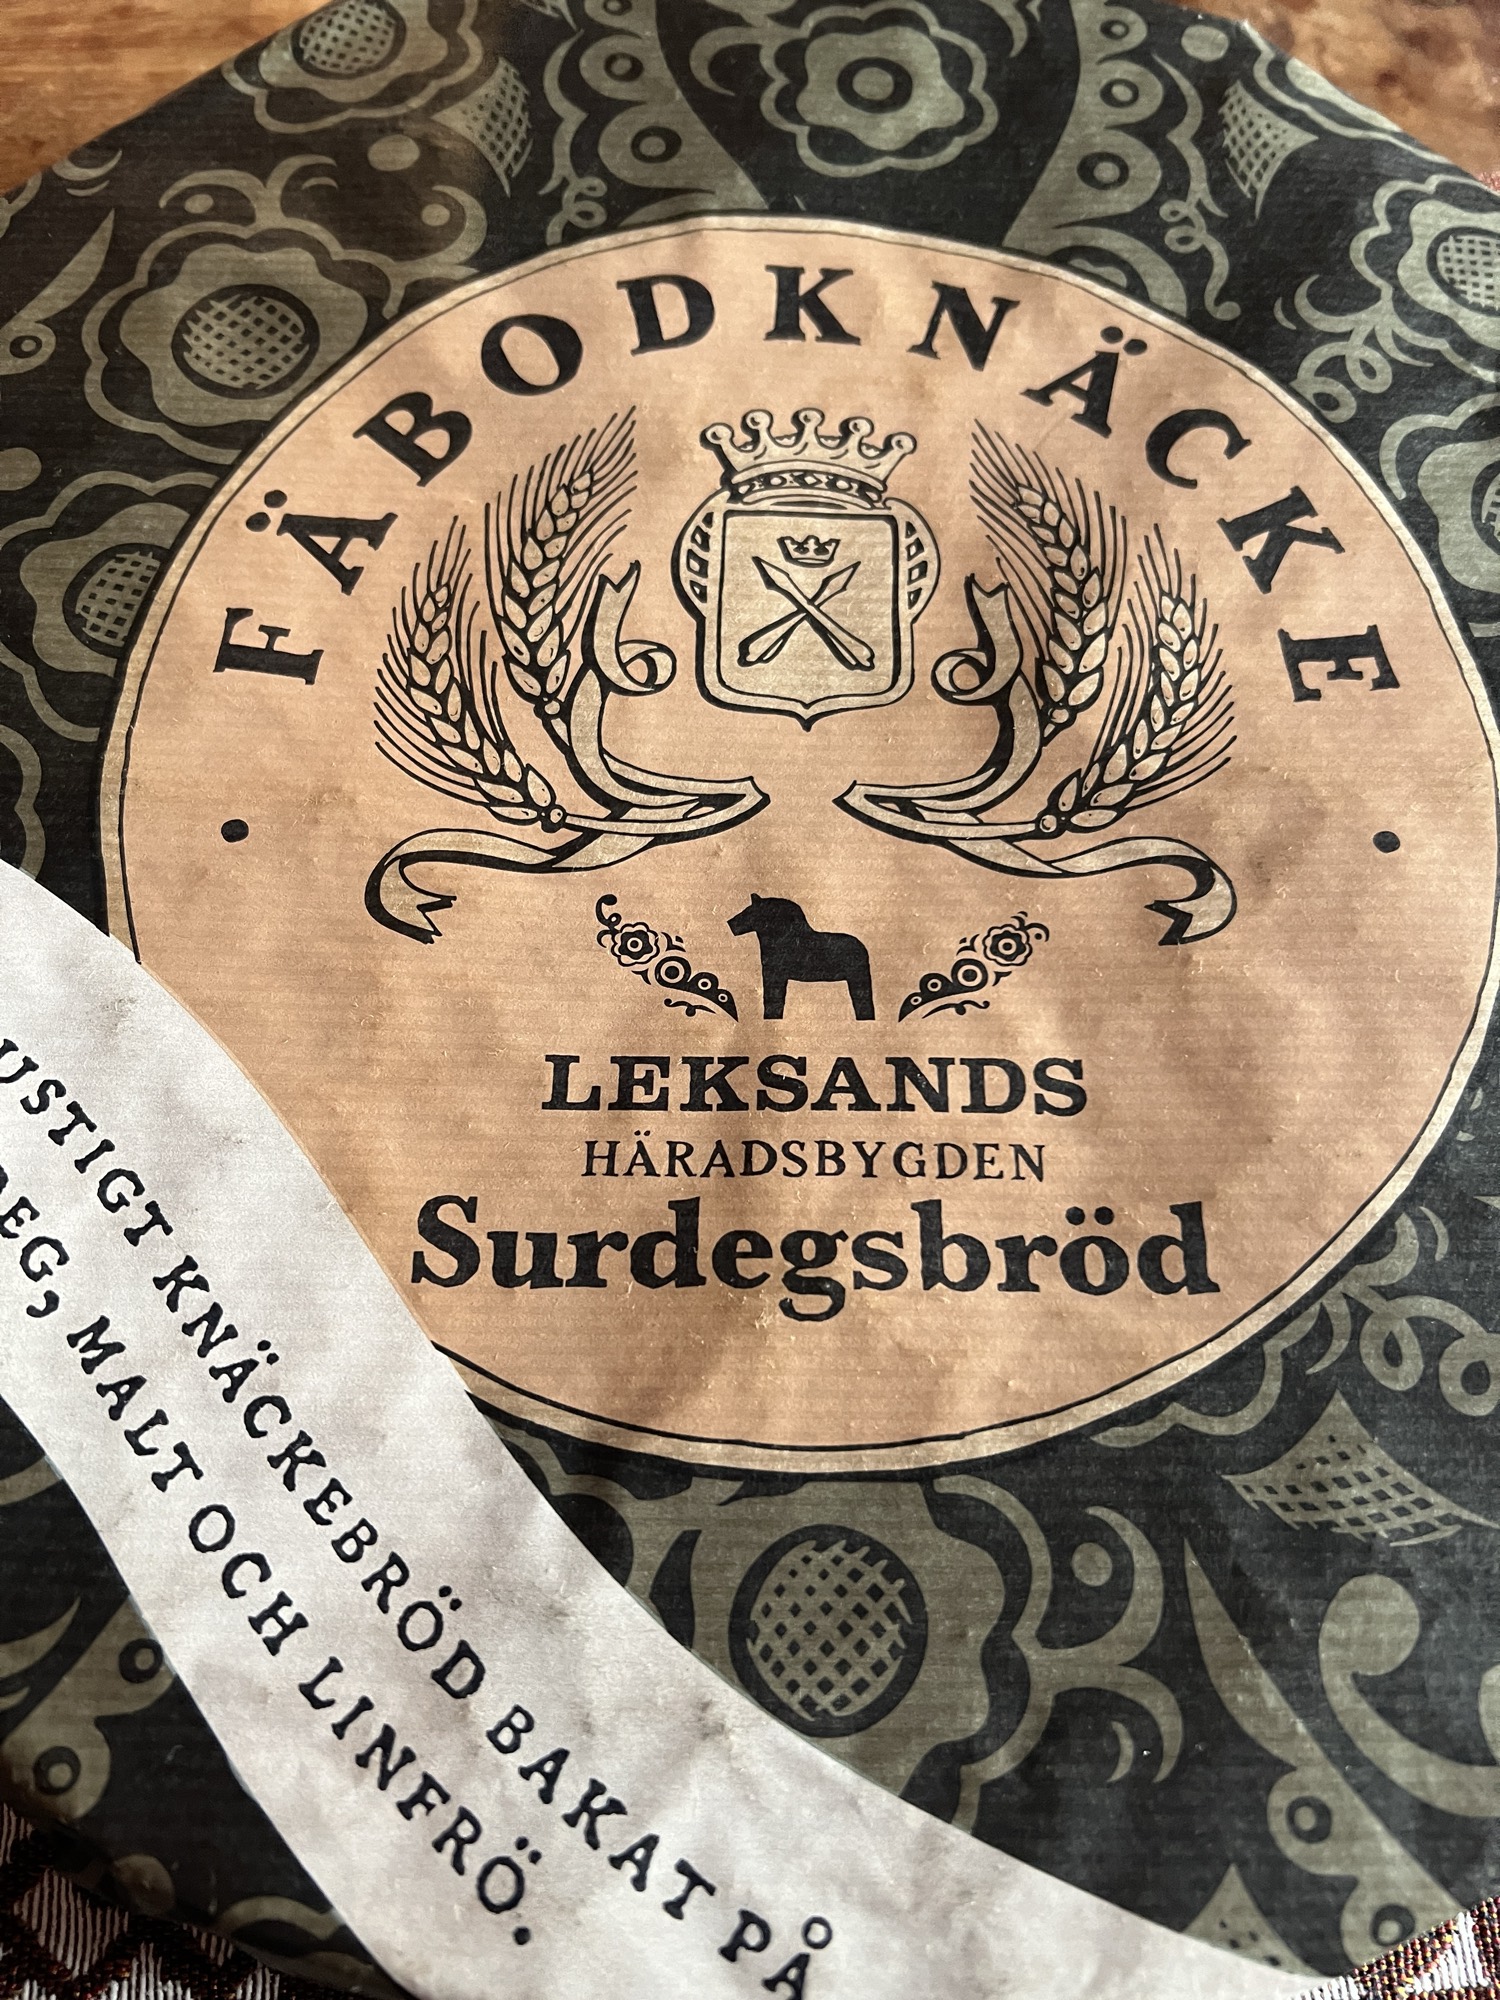 FÄBODKNÄCKE
LEKSANDS
HÄRADSBYGDEN
Surdegsbröd
KNÄCKEBRÖD BAKAT PÅ
MALT OCH LINFRÖ.